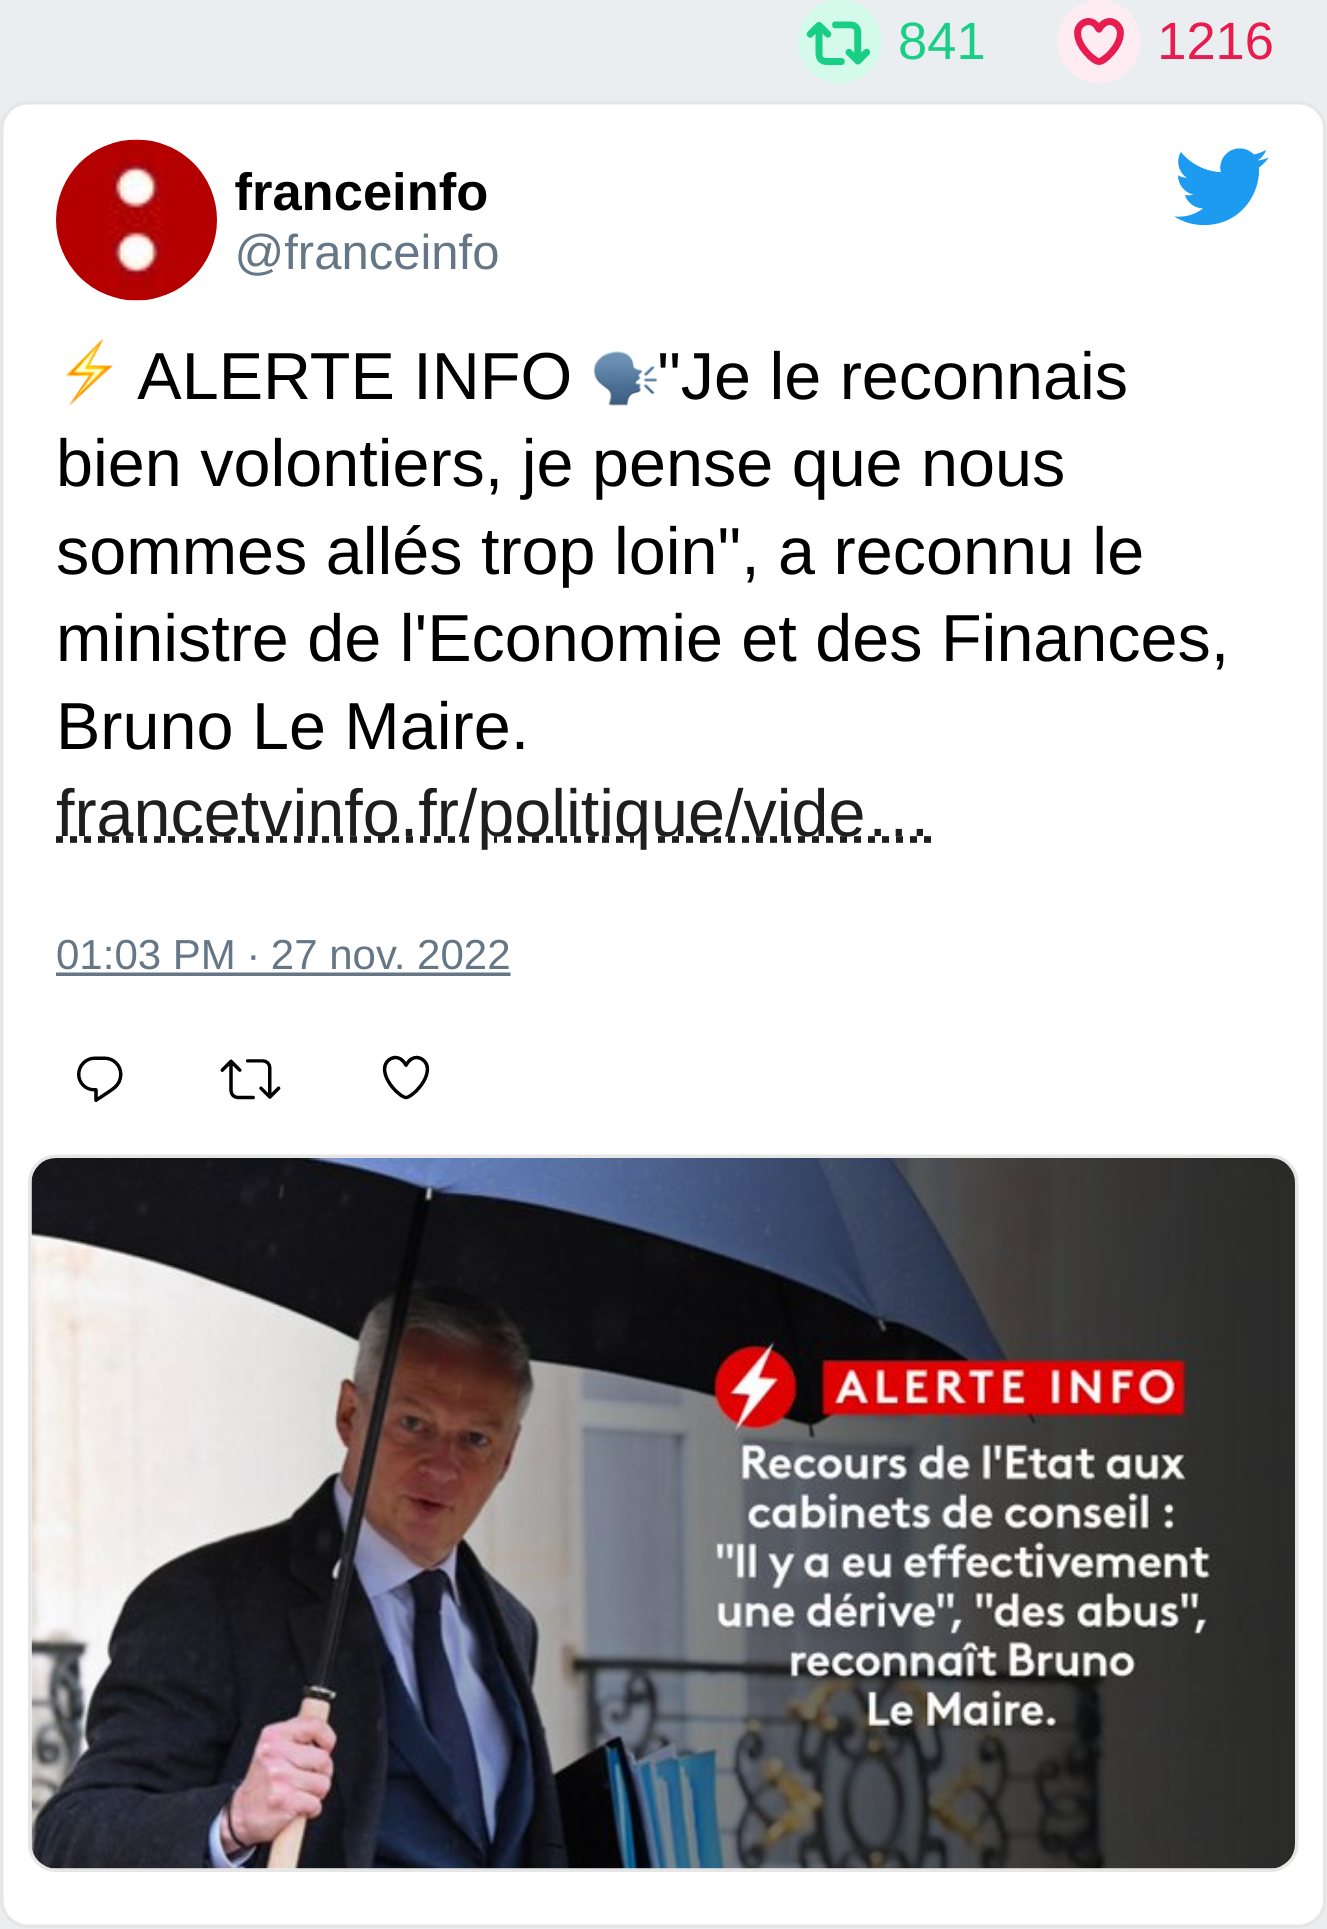 841 1216
franceinfo
@franceinfo
⚡ ALERTE INFO 🗣"Je le reconnais
bien volontiers, je pense que nous
sommes allés trop loin", a reconnu le
ministre de l'Economie et des Finances,
Bruno Le Maire.
francetvinfo.fr/politique/vide…
01:03 PM · 27 nov. 2022
ALERTE INFO
Recours de l'Etat aux
cabinets de conseil :
"Il y a eu effectivement
une dérive", "des abus",
reconnaît Bruno
Le Maire.